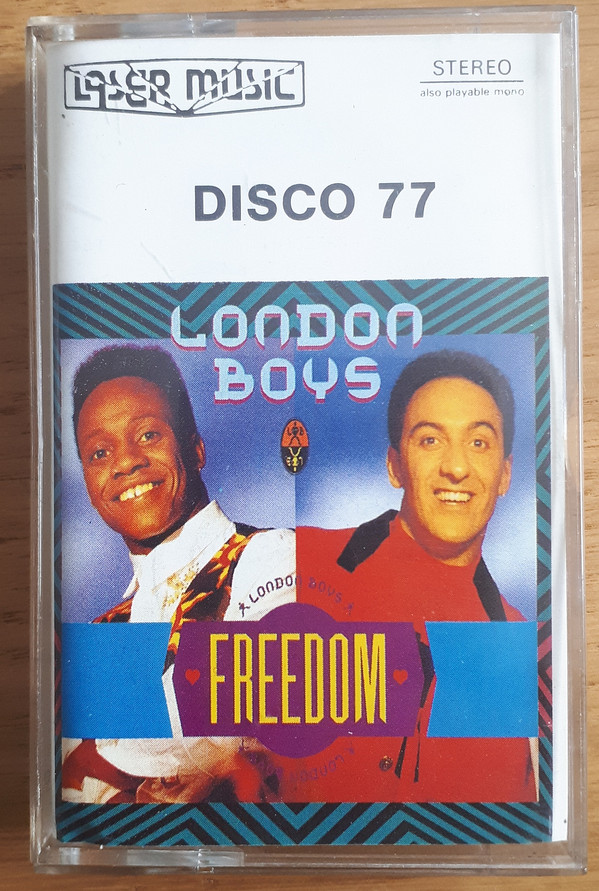 LASER MUSIC
STEREO
also playable mono
DISCO 77
LONDON
BOYS
LONDON BOYS
FREEDOM